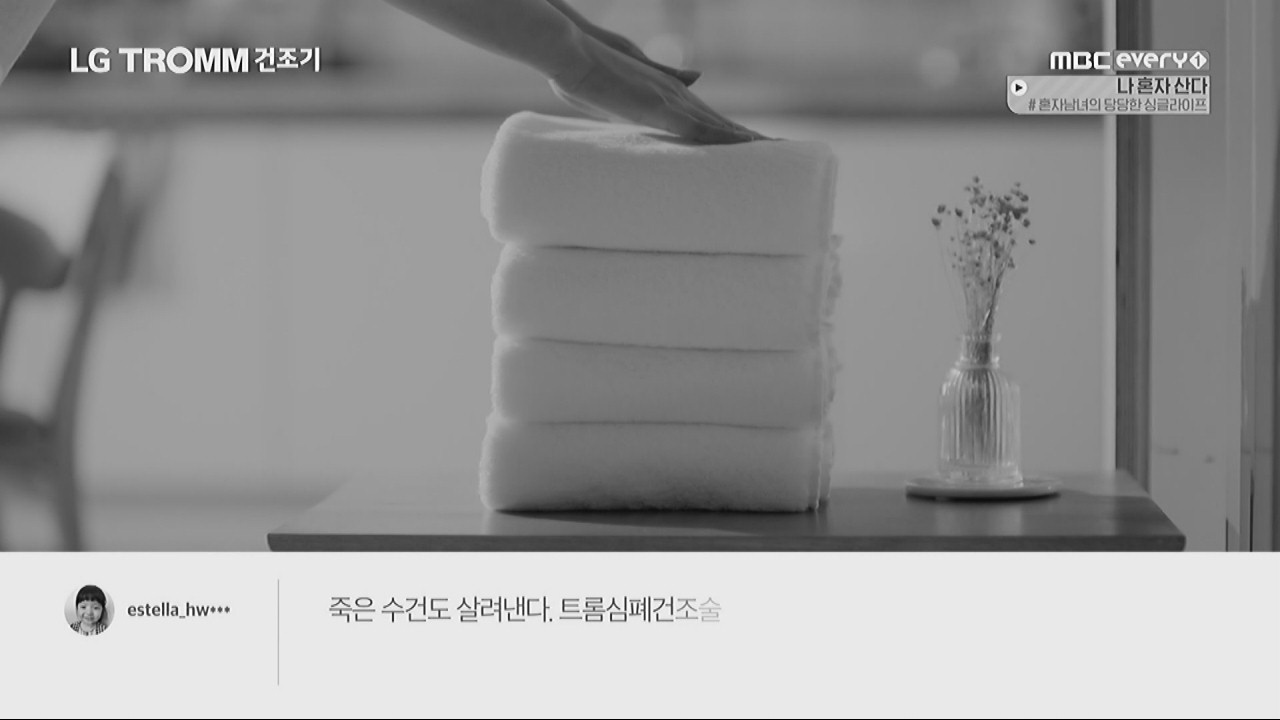 LG TROMM 건조기
MBC every1
나 혼자 산다
# 혼자남녀의 당당한 싱글라이프
estella_hw***
죽은 수건도 살려낸다. 트롬심폐건조술